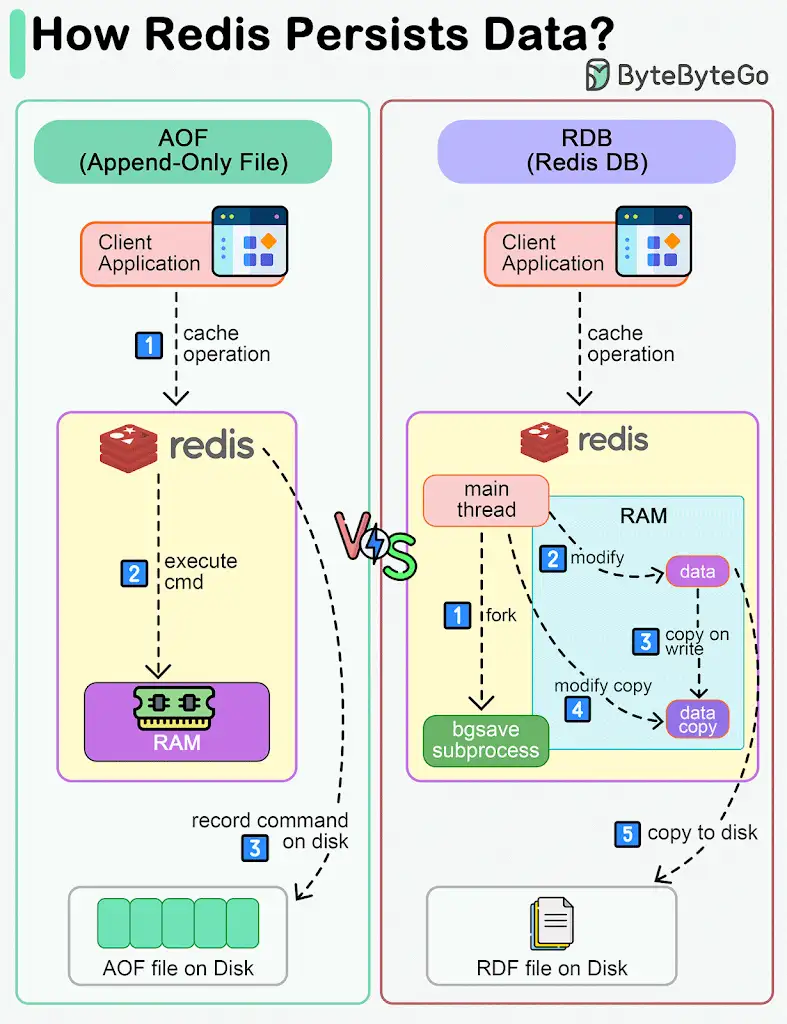 How Redis Persists Data?
ByteByteGo
AOF
(Append-Only File)
Client
Application
1
cache
operation
redis
2
execute
cmd
RAM
record command
on disk
3
AOF file on Disk
VS
RDB
(Redis DB)
Client
Application
cache
operation
redis
main
thread
RAM
2
modify
data
1
fork
3
copy on
write
modify copy
4
data
copy
bgsave
subprocess
5
copy to disk
RDF file on Disk